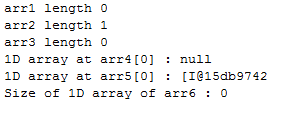 arr1 length 0
arr2 length 1
arr3 length 0
1D array at arr4[0] : null
1D array at arr5[0] : [I@15db9742
Size of 1D array of arr6 : 0